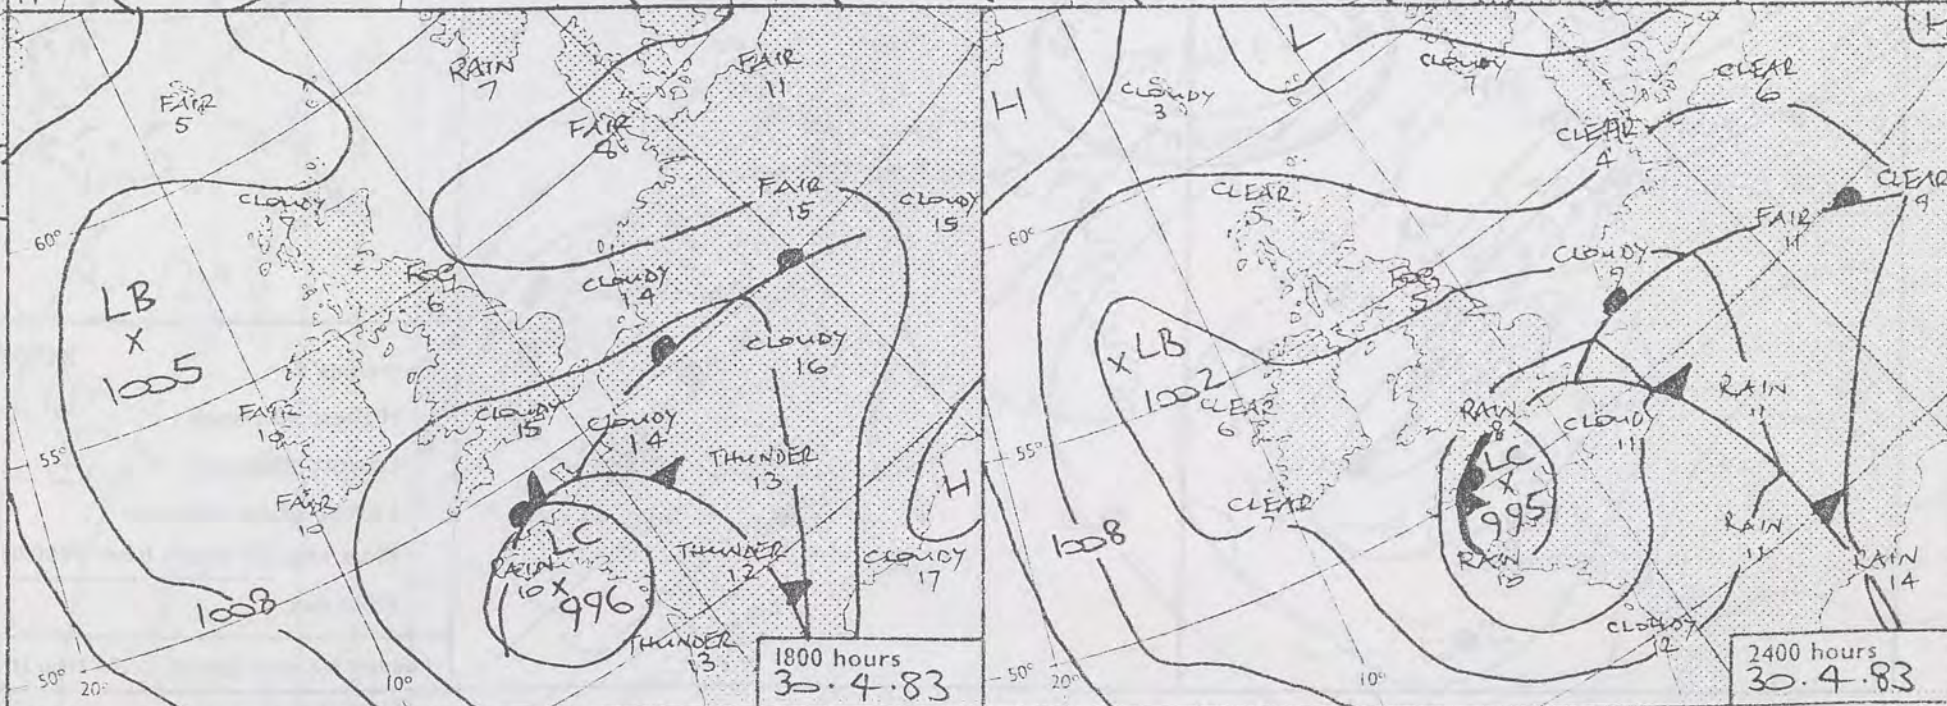 RAIN
7
FAIR
11
FAIR
5
FAIR
8
FAIR
15
CLOUDY
15
CLOUDY
7
60°
FOG
6
CLOUDY
14
LB
X
1005
CLOUDY
16
FAIR
10
CLOUDY
15
CLOUDY
14
THUNDER
13
55°
H
FAIR
10
LC
RAIN
10 X
996
THUNDER
12
CLOUDY
17
1008
THUNDER
13
50°
20°
10°
1800 hours
30.4.83
H
L
H
CLOUDY
7
CLEAR
6
CLOUDY
3
CLEAR
4
CLEAR
5
CLEAR
9
FAIR
11
60°
CLOUDY
9
FOG
5
X LB
1002
CLEAR
6
RAIN
11
RAIN
8
CLOUDY
11
55°
LC
X
995
CLEAR
7
1008
RAIN
11
RAIN
10
RAIN
14
CLOUDY
12
50°
20°
10°
2400 hours
30.4.83